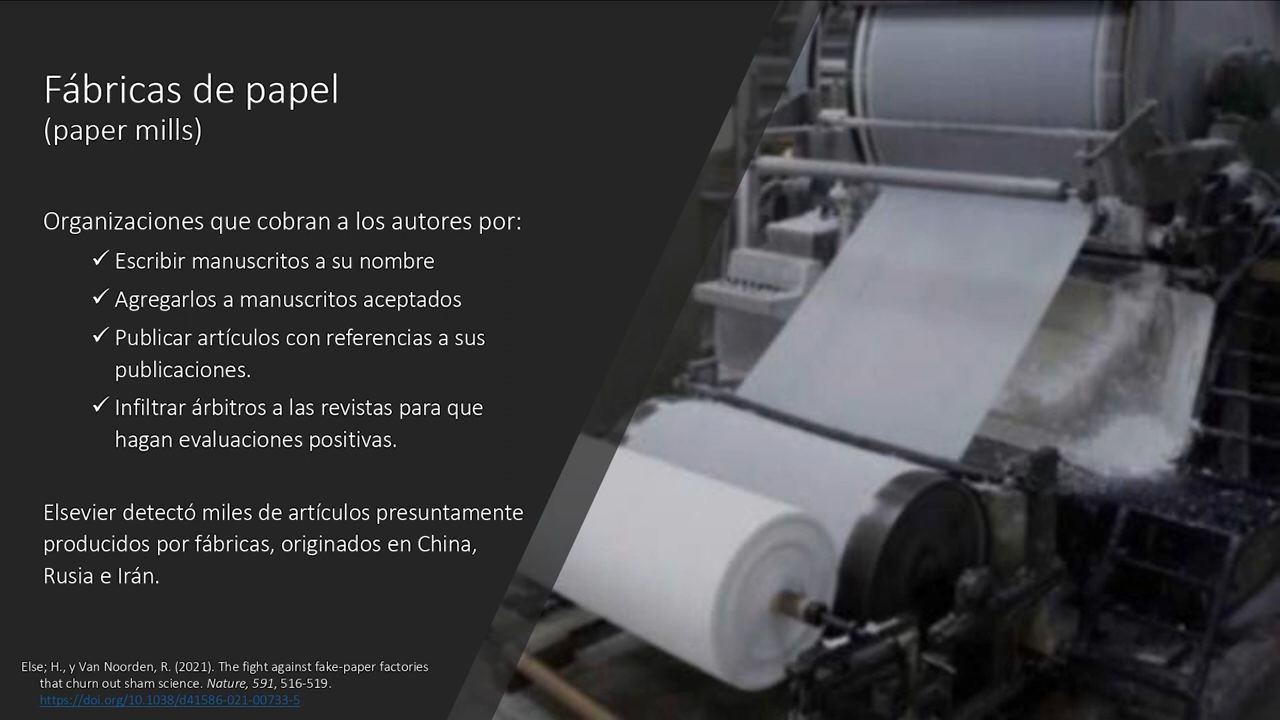 Fábricas de papel
(paper mills)
Organizaciones que cobran a los autores por:
✓ Escribir manuscritos a su nombre
✓ Agregarlos a manuscritos aceptados
✓ Publicar artículos con referencias a sus
publicaciones.
✓ Infiltrar árbitros a las revistas para que
hagan evaluaciones positivas.
Elsevier detectó miles de artículos presuntamente
producidos por fábricas, originados en China,
Rusia e Irán.
Else; H., y Van Noorden, R. (2021). The fight against fake-paper factories
that churn out sham science. Nature, 591, 516-519.
https://doi.org/10.1038/d41586-021-00733-5